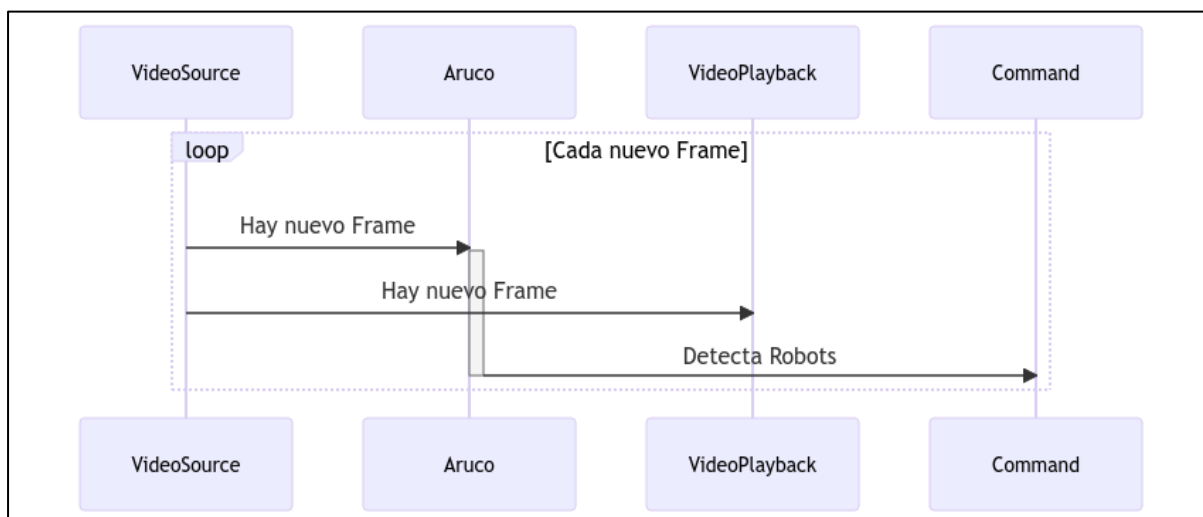 VideoSource
Aruco
VideoPlayback
Command
loop
[Cada nuevo Frame]
Hay nuevo Frame
Hay nuevo Frame
Detecta Robots
VideoSource
Aruco
VideoPlayback
Command